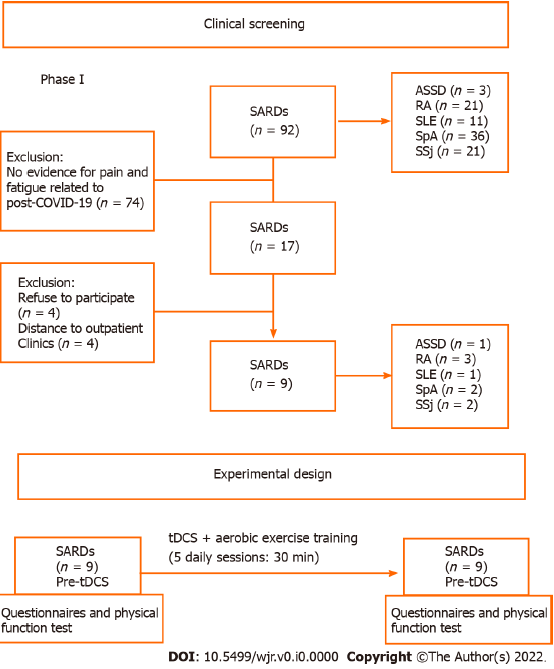 Clinical screening
Phase I
SARDs
(n = 92)
ASSD (n = 3)
RA (n = 21)
SLE (n = 11)
SpA (n = 36)
SSj (n = 21)
Exclusion:
No evidence for pain and
fatigue related to
post-COVID-19 (n = 74)
SARDs
(n = 17)
Exclusion:
Refuse to participate
(n = 4)
Distance to outpatient
Clinics (n = 4)
SARDs
(n = 9)
ASSD (n = 1)
RA (n = 3)
SLE (n = 1)
SpA (n = 2)
SSj (n = 2)
Experimental design
SARDs
(n = 9)
Pre-tDCS
Questionnaires and physical
function test
tDCS + aerobic exercise training
(5 daily sessions: 30 min)
SARDs
(n = 9)
Pre-tDCS
Questionnaires and physical
function test
DOI: 10.5499/wjr.v0.i0.0000 Copyright ©The Author(s) 2022.